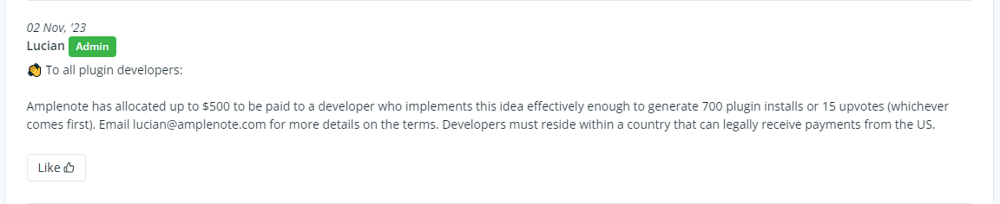 02 Nov, '23
Lucian Admin
👏 To all plugin developers:
Amplenote has allocated up to $500 to be paid to a developer who implements this idea effectively enough to generate 700 plugin installs or 15 upvotes (whichever
comes first). Email lucian@amplenote.com for more details on the terms. Developers must reside within a country that can legally receive payments from the US.
Like